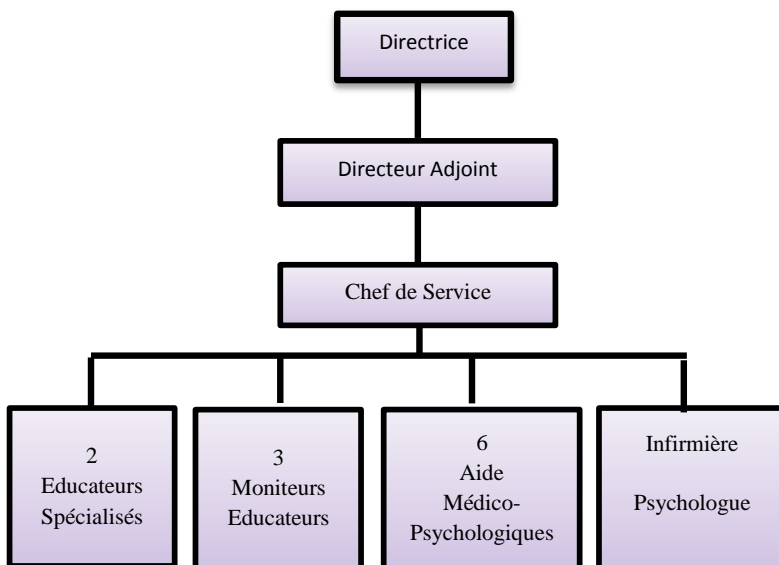 Directrice
Directeur Adjoint
Chef de Service
2
Educateurs
Spécialisés
3
Moniteurs
Educateurs
6
Aide
Médico-
Psychologiques
Infirmière
Psychologue